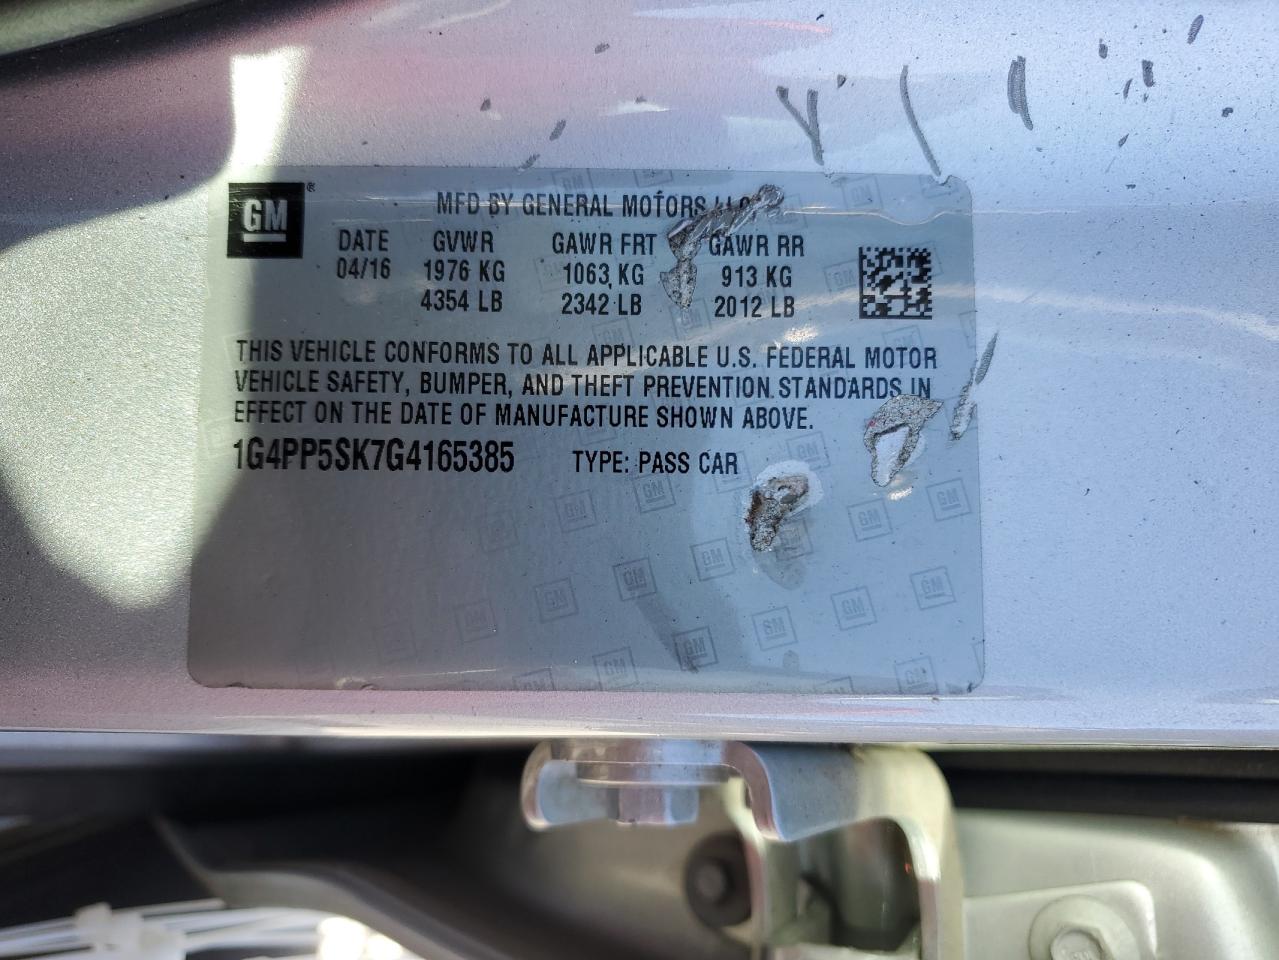 GM®
MFD BY GENERAL MOTORS LLC
DATE GVWR GAWR FRT GAWR RR
04/16 1976 KG 1063 KG 913 KG
4354 LB 2342 LB 2012 LB
THIS VEHICLE CONFORMS TO ALL APPLICABLE U.S. FEDERAL MOTOR
VEHICLE SAFETY, BUMPER, AND THEFT PREVENTION STANDARDS IN
EFFECT ON THE DATE OF MANUFACTURE SHOWN ABOVE.
1G4PP5SK7G4165385 TYPE: PASS CAR